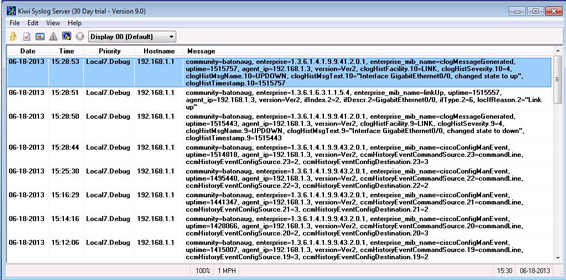 Kiwi Syslog Server (30 Day trial - Version 9.0)
File Edit View Help
Display 00 (Default)
Date Time Priority Hostname Message
06-18-2013 15:28:53 Local7.Debug 192.168.1.1 community=batonaug, enterprise=1.3.6.1.4.1.9.9.41.2.0.1, enterprise_mib_name=clogMessageGenerated,
uptime=1515757, agent_ip=192.168.1.3, version=Ver2, clogHistFacility.10=LINK, clogHistSeverity.10=4,
clogHistMsgName.10=UPDOWN, clogHistMsgText.10="Interface GigabitEthernet0/0, changed state to up",
clogHistTimestamp.10=1515757
06-18-2013 15:28:51 Local7.Debug 192.168.1.1 community=batonaug, enterprise=1.3.6.1.6.3.1.1.5.4, enterprise_mib_name=linkUp, uptime=1515557,
agent_ip=192.168.1.3, version=Ver2, ifIndex.2=2, ifDescr.2=GigabitEthernet0/0, ifType.2=6, locIfReason.2="Link
up"
06-18-2013 15:28:50 Local7.Debug 192.168.1.1 community=batonaug, enterprise=1.3.6.1.4.1.9.9.41.2.0.1, enterprise_mib_name=clogMessageGenerated,
uptime=1515443, agent_ip=192.168.1.3, version=Ver2, clogHistFacility.9=LINK, clogHistSeverity.9=4,
clogHistMsgName.9=UPDOWN, clogHistMsgText.9="Interface GigabitEthernet0/0, changed state to down",
clogHistTimestamp.9=1515443
06-18-2013 15:28:44 Local7.Debug 192.168.1.1 community=batonaug, enterprise=1.3.6.1.4.1.9.9.43.2.0.1, enterprise_mib_name=ciscoConfigManEvent,
uptime=1514818, agent_ip=192.168.1.3, version=Ver2, ccmHistoryEventCommandSource.23=commandLine,
ccmHistoryEventConfigSource.23=2, ccmHistoryEventConfigDestination.23=3
06-18-2013 15:25:30 Local7.Debug 192.168.1.1 community=batonaug, enterprise=1.3.6.1.4.1.9.9.43.2.0.1, enterprise_mib_name=ciscoConfigManEvent,
uptime=1495440, agent_ip=192.168.1.3, version=Ver2, ccmHistoryEventCommandSource.22=commandLine,
ccmHistoryEventConfigSource.22=3, ccmHistoryEventConfigDestination.22=2
06-18-2013 15:16:29 Local7.Debug 192.168.1.1 community=batonaug, enterprise=1.3.6.1.4.1.9.9.43.2.0.1, enterprise_mib_name=ciscoConfigManEvent,
uptime=1441347, agent_ip=192.168.1.3, version=Ver2, ccmHistoryEventCommandSource.21=commandLine,
ccmHistoryEventConfigSource.21=3, ccmHistoryEventConfigDestination.21=2
06-18-2013 15:14:16 Local7.Debug 192.168.1.1 community=batonaug, enterprise=1.3.6.1.4.1.9.9.43.2.0.1, enterprise_mib_name=ciscoConfigManEvent,
uptime=1428066, agent_ip=192.168.1.3, version=Ver2, ccmHistoryEventCommandSource.20=commandLine,
ccmHistoryEventConfigSource.20=2, ccmHistoryEventConfigDestination.20=3
06-18-2013 15:12:06 Local7.Debug 192.168.1.1 community=batonaug, enterprise=1.3.6.1.4.1.9.9.43.2.0.1, enterprise_mib_name=ciscoConfigManEvent,
uptime=1415007, agent_ip=192.168.1.3, version=Ver2, ccmHistoryEventCommandSource.19=commandLine,
ccmHistoryEventConfigSource.19=3, ccmHistoryEventConfigDestination.19=2
100% 1 MPH 15:30 06-18-2013